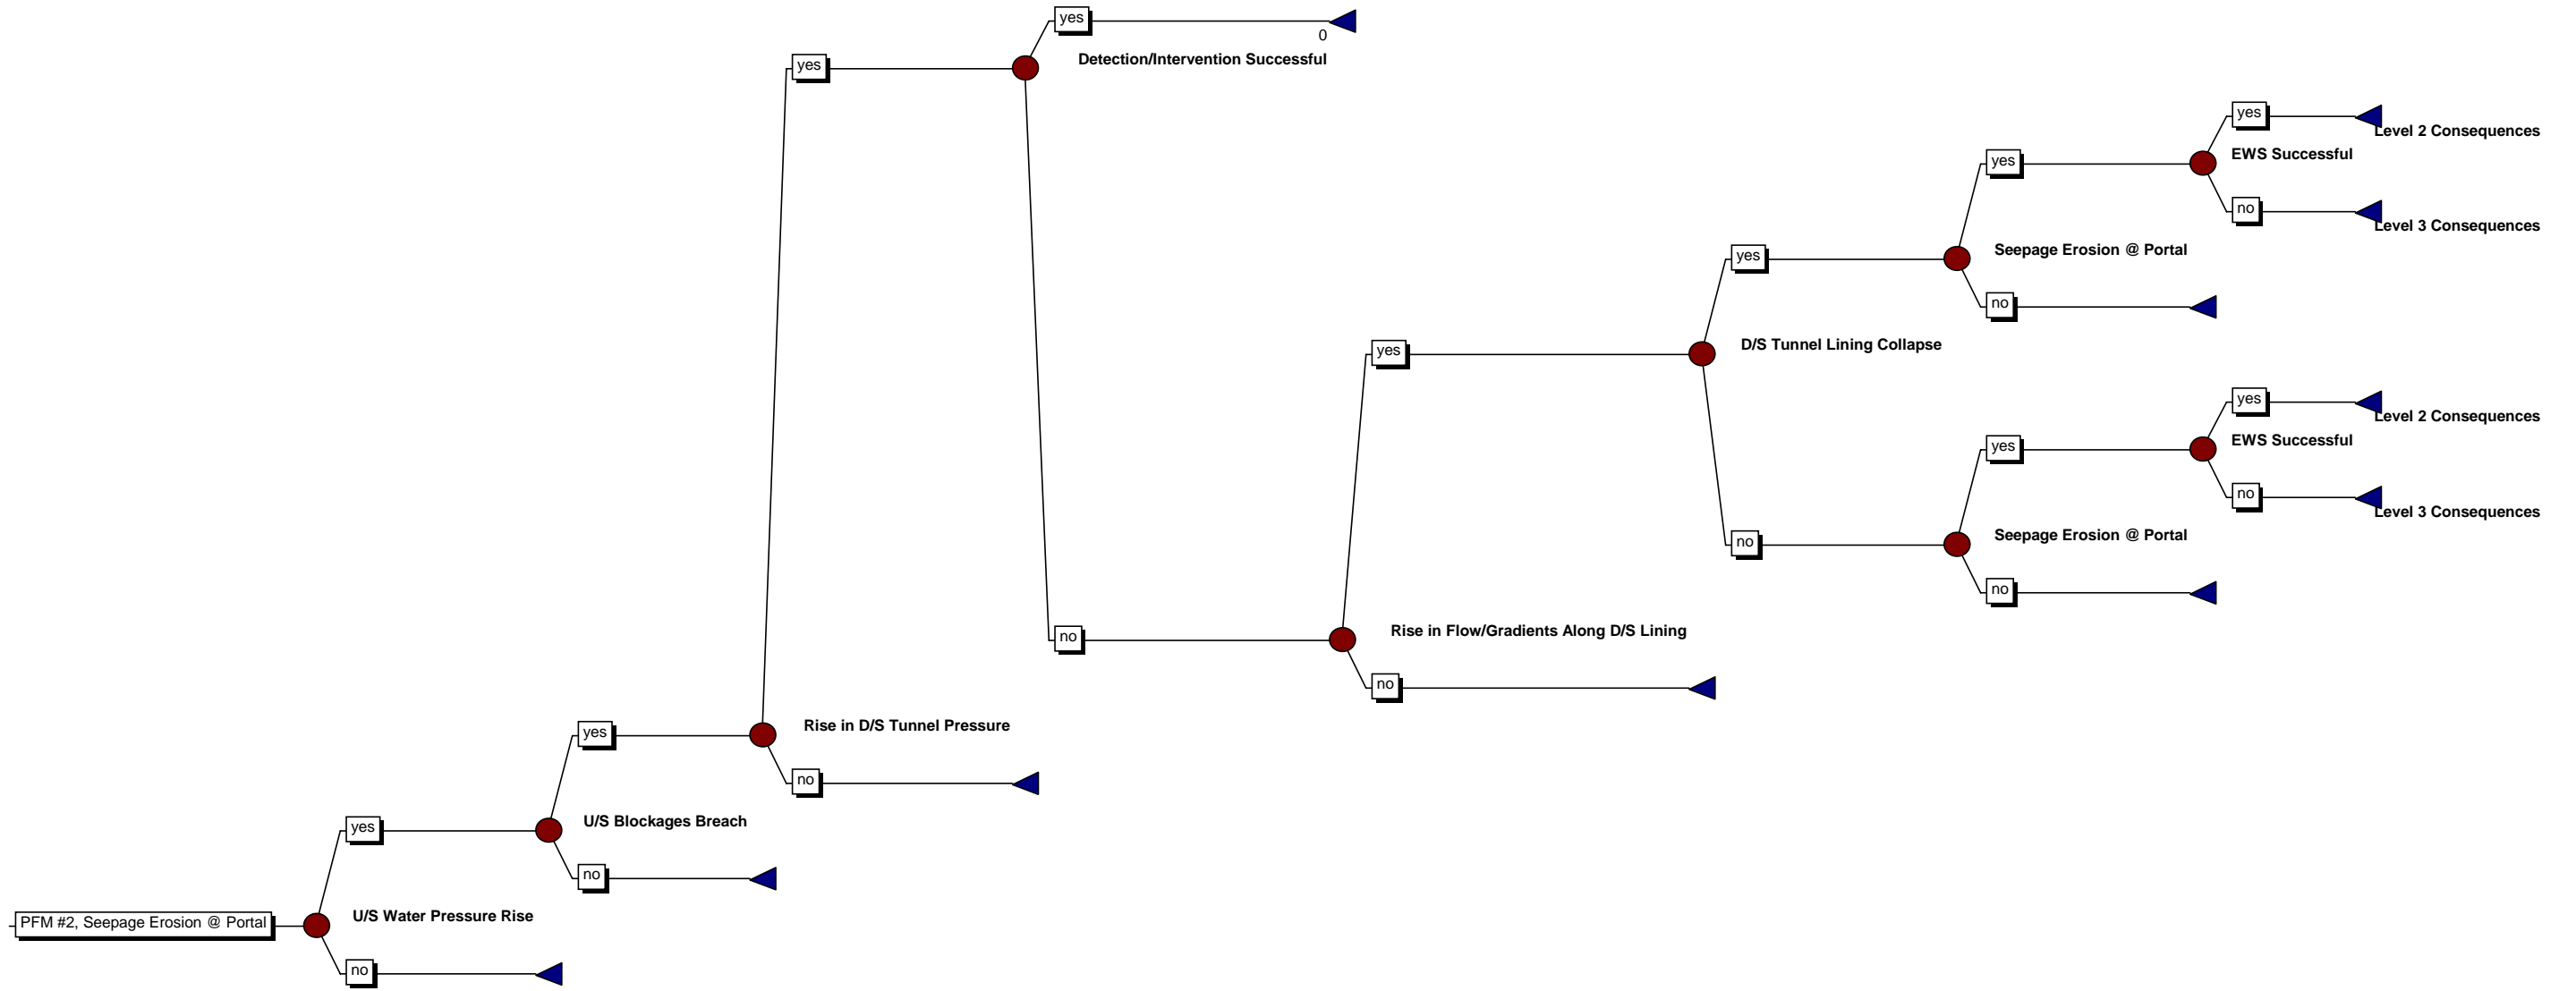 yes
0
Detection/Intervention Successful
yes
yes
Level 2 Consequences
EWS Successful
yes
no
Level 3 Consequences
Seepage Erosion @ Portal
yes
no
D/S Tunnel Lining Collapse
yes
yes
Level 2 Consequences
EWS Successful
yes
no
Level 3 Consequences
Seepage Erosion @ Portal
no
no
Rise in Flow/Gradients Along D/S Lining
no
no
Rise in D/S Tunnel Pressure
yes
no
U/S Blockages Breach
yes
no
U/S Water Pressure Rise
PFM #2, Seepage Erosion @ Portal
no